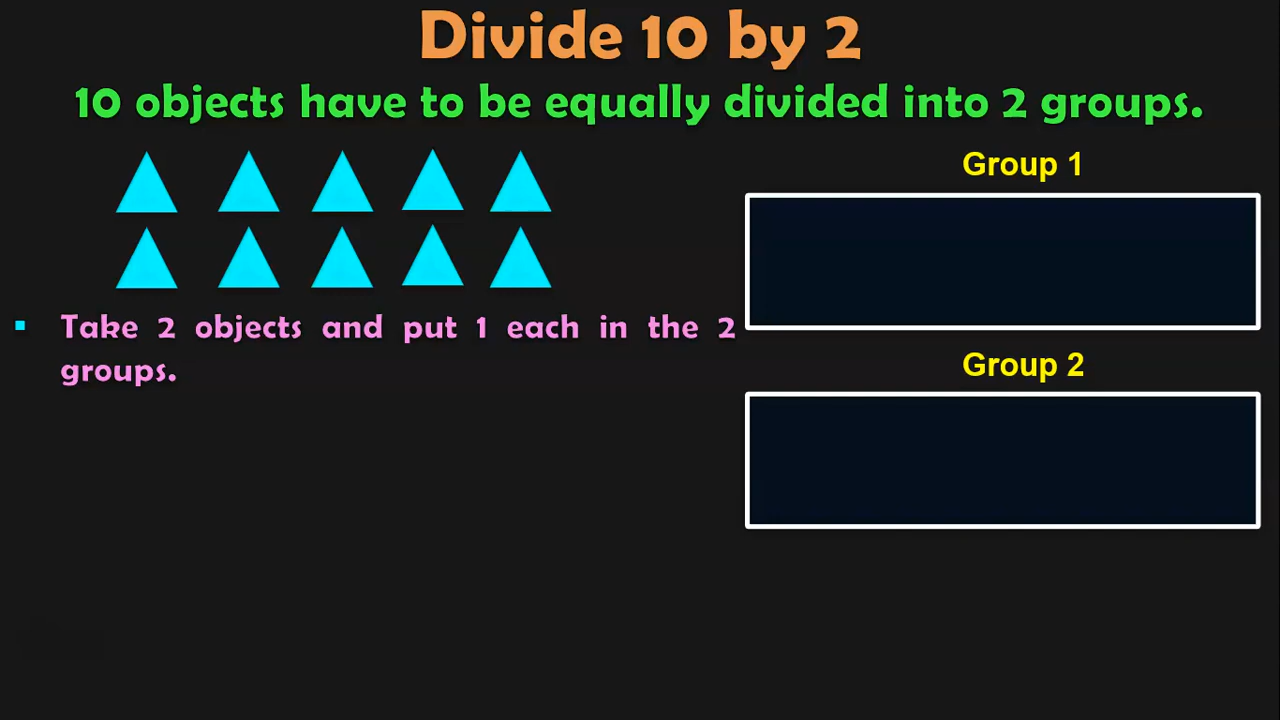 Divide 10 by 2
10 objects have to be equally divided into 2 groups.
Group 1
Take 2 objects and put 1 each in the 2
groups.
Group 2